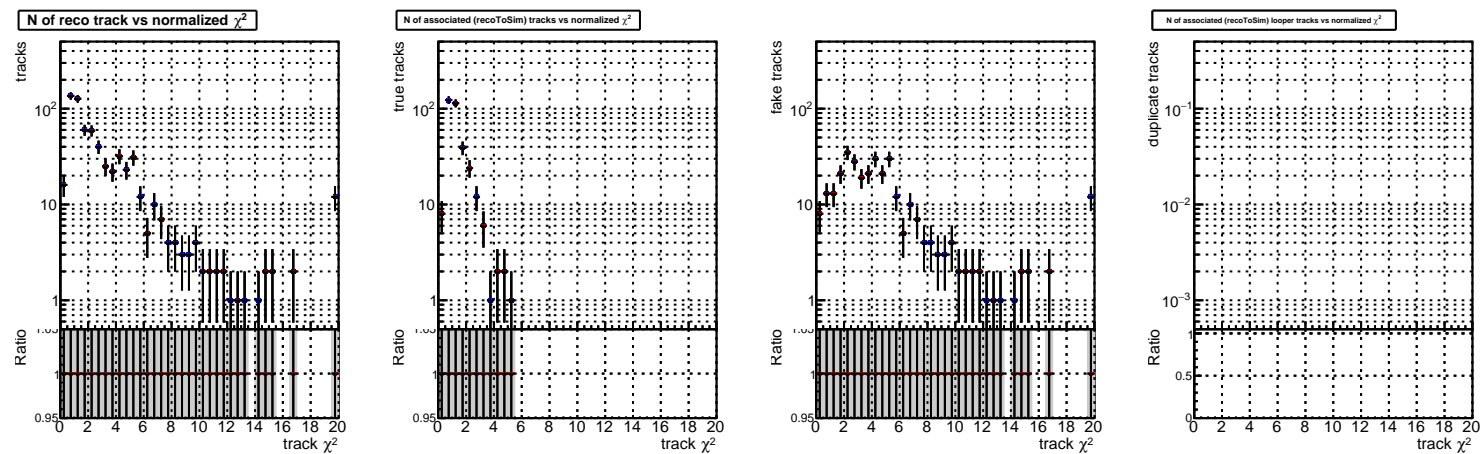 N of reco track vs normalized χ²
tracks
10²
10
1
Ratio
1.05
1
0.95
0 2 4 6 8 10 12 14 16 18 20
track χ²
N of associated (recoToSim) tracks vs normalized χ²
true tracks
10²
10
1
Ratio
1
0.95
0 2 4 6 8 10 12 14 16 18 20
track χ²
fake tracks
10²
10
1
Ratio
1
0.95
0 2 4 6 8 10 12 14 16 18 20
track χ²
N of associated (recoToSim) looper tracks vs normalized χ²
duplicate tracks
10⁻¹
10⁻²
10⁻³
Ratio
1
0.5
0
0 2 4 6 8 10 12 14 16 18 20
track χ²